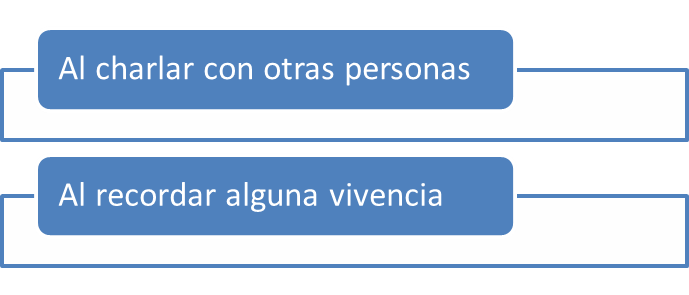 Al charlar con otras personas
Al recordar alguna vivencia